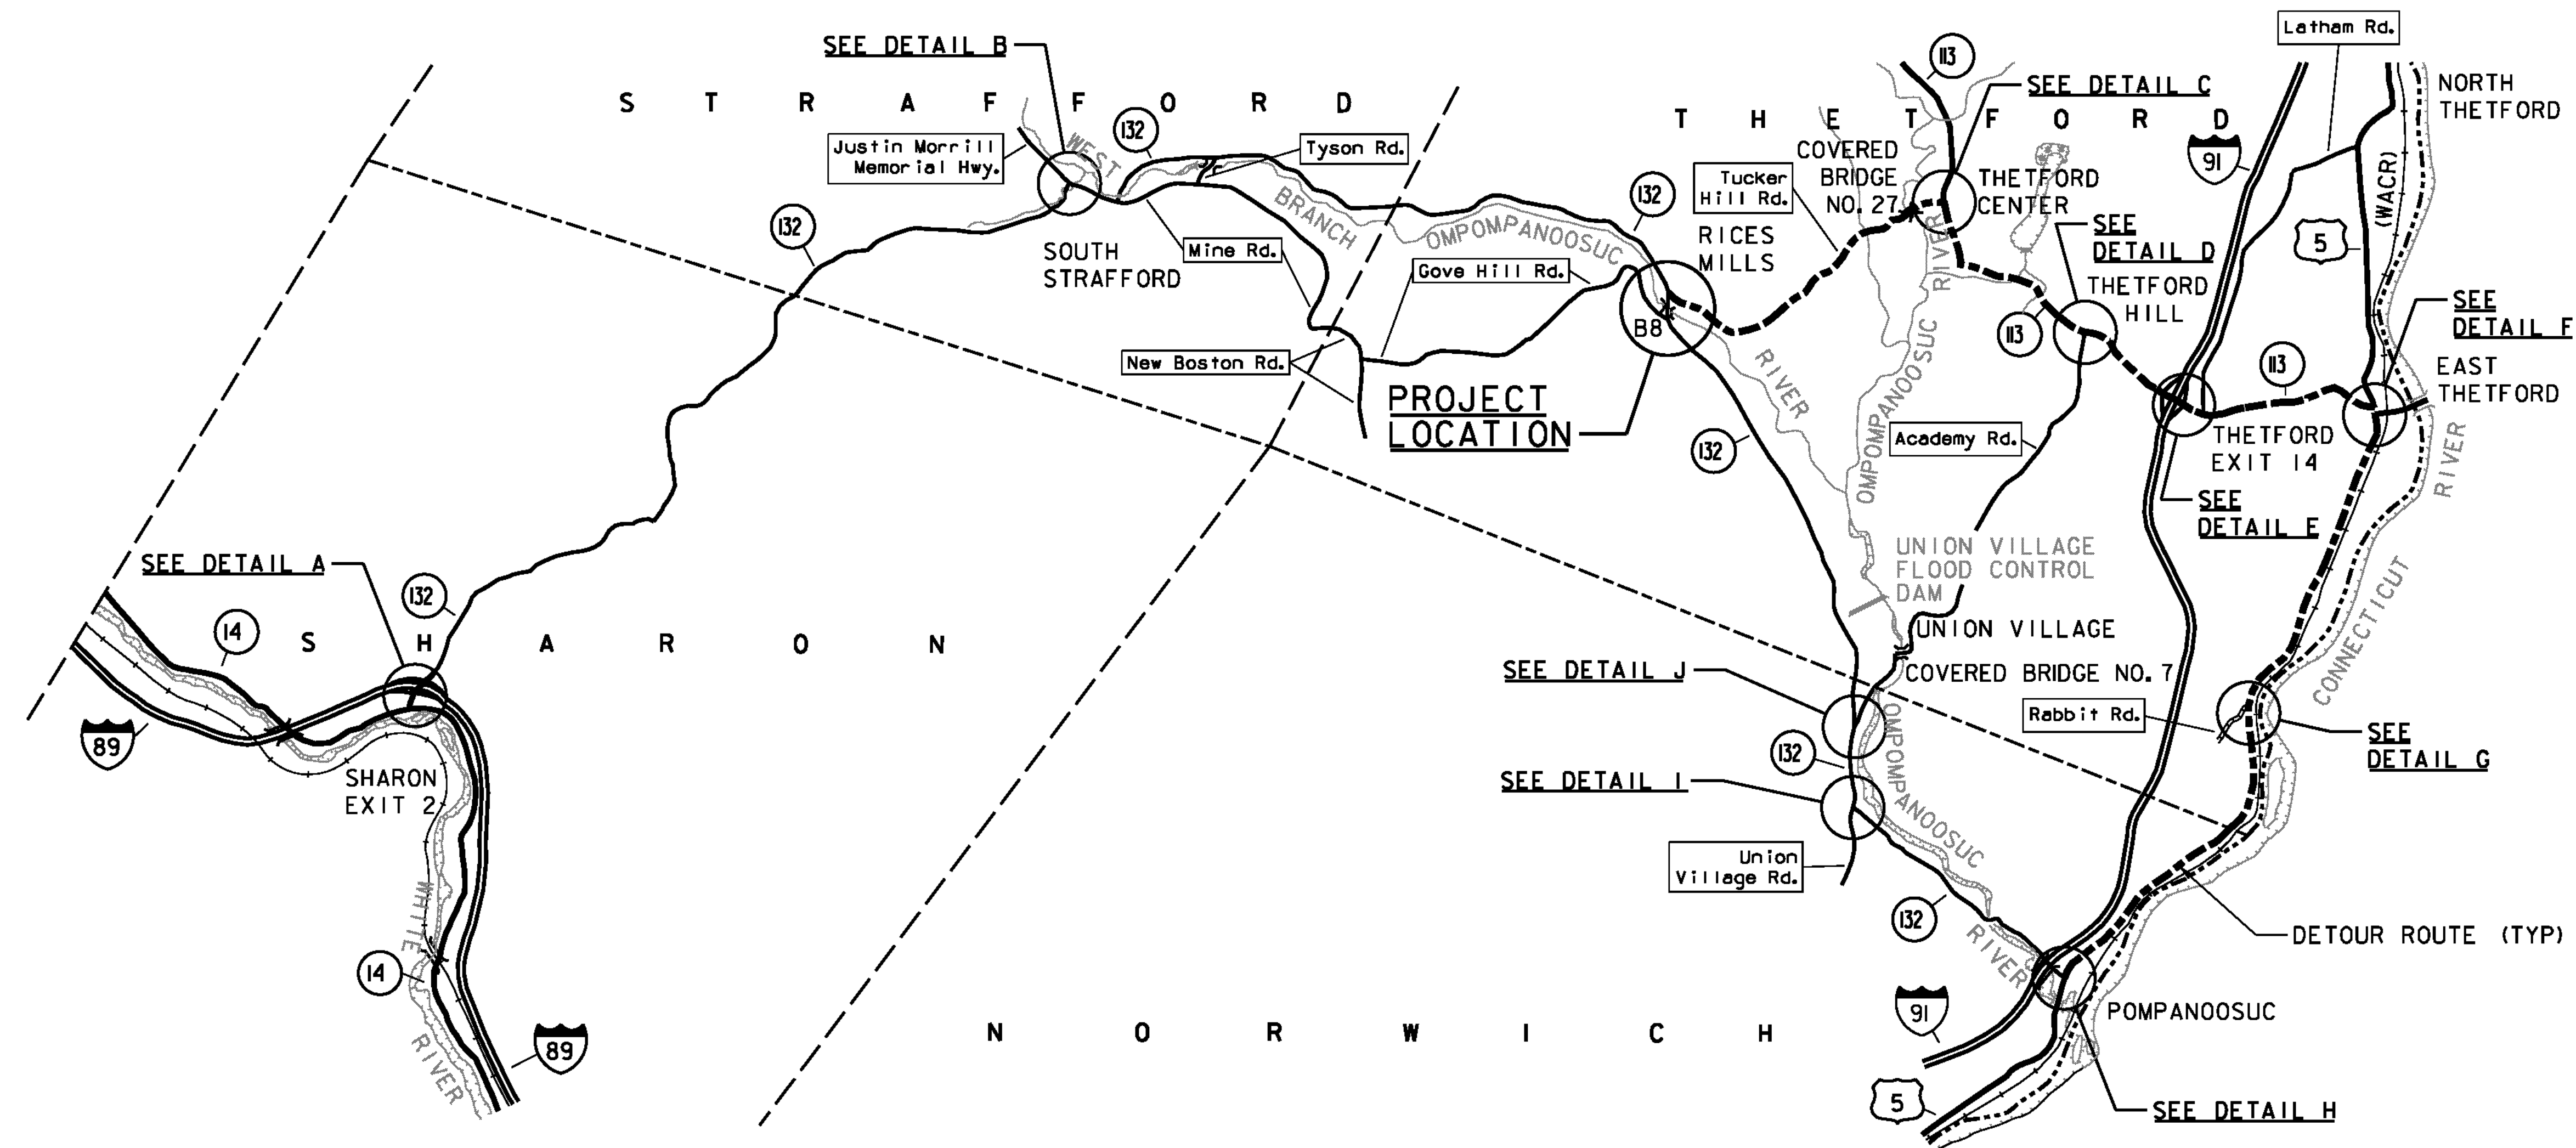 Latham Rd.
SEE DETAIL B
113
SEE DETAIL C
NORTH
THETFORD
STRAFFORD
THETFORD
132
Justin Morrill
Memorial Hwy.
WEST
BRANCH
Tyson Rd.
COVERED
BRIDGE
NO. 27
Tucker
Hill Rd.
THETFORD
CENTER
91
(WACR)
5
132
132
SOUTH
STRAFFORD
Mine Rd.
OMPOMPANOOSUC
RIVER
Gove Hill Rd.
RICES
MILLS
RIVER
SEE
DETAIL D
THETFORD
HILL
113
SEE
DETAIL F
B8
New Boston Rd.
PROJECT
LOCATION
132
OMPOMPANOOSUC
Academy Rd.
113
EAST
THETFORD
THETFORD
EXIT 14
RIVER
SEE
DETAIL E
CONNECTICUT
SEE DETAIL A
132
14
SHARON
UNION VILLAGE
FLOOD CONTROL
DAM
UNION VILLAGE
COVERED BRIDGE NO. 7
SEE DETAIL J
Rabbit Rd.
89
SHARON
EXIT 2
132
OMPOMPANOOSUC
RIVER
SEE
DETAIL G
SEE DETAIL I
Union
Village Rd.
132
WHITE
RIVER
14
89
DETOUR ROUTE (TYP)
91
POMPANOOSUC
NORWICH
5
SEE DETAIL H